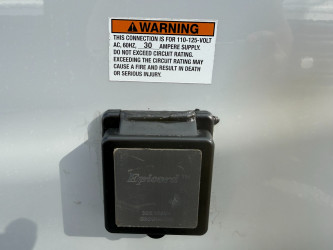 WARNING
THIS CONNECTION IS FOR 110-125-VOLT
AC, 60HZ, 30 AMPERE SUPPLY.
DO NOT EXCEED CIRCUIT RATING.
EXCEEDING THE CIRCUIT RATING MAY
CAUSE A FIRE AND RESULT IN DEATH
OR SERIOUS INJURY.
Epicord